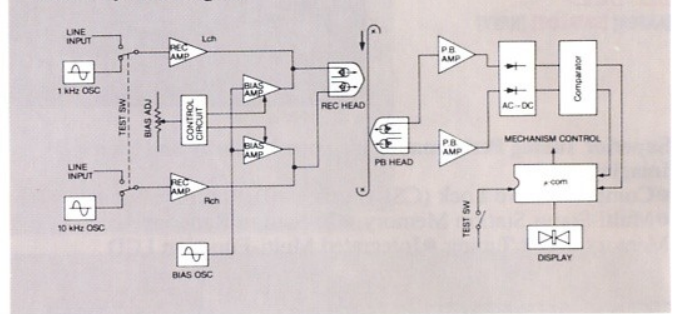 LINE
INPUT
1 kHz OSC
REC
AMP
Lch
TEST SW
BIAS ADJ
CONTROL
CIRCUIT
BIAS
AMP
BIAS
AMP
REC HEAD
LINE
INPUT
10 kHz OSC
REC
AMP
Rch
BIAS OSC
PB HEAD
P.B.
AMP
P.B.
AMP
AC–DC
Comparator
MECHANISM CONTROL
μ-com
TEST SW
DISPLAY